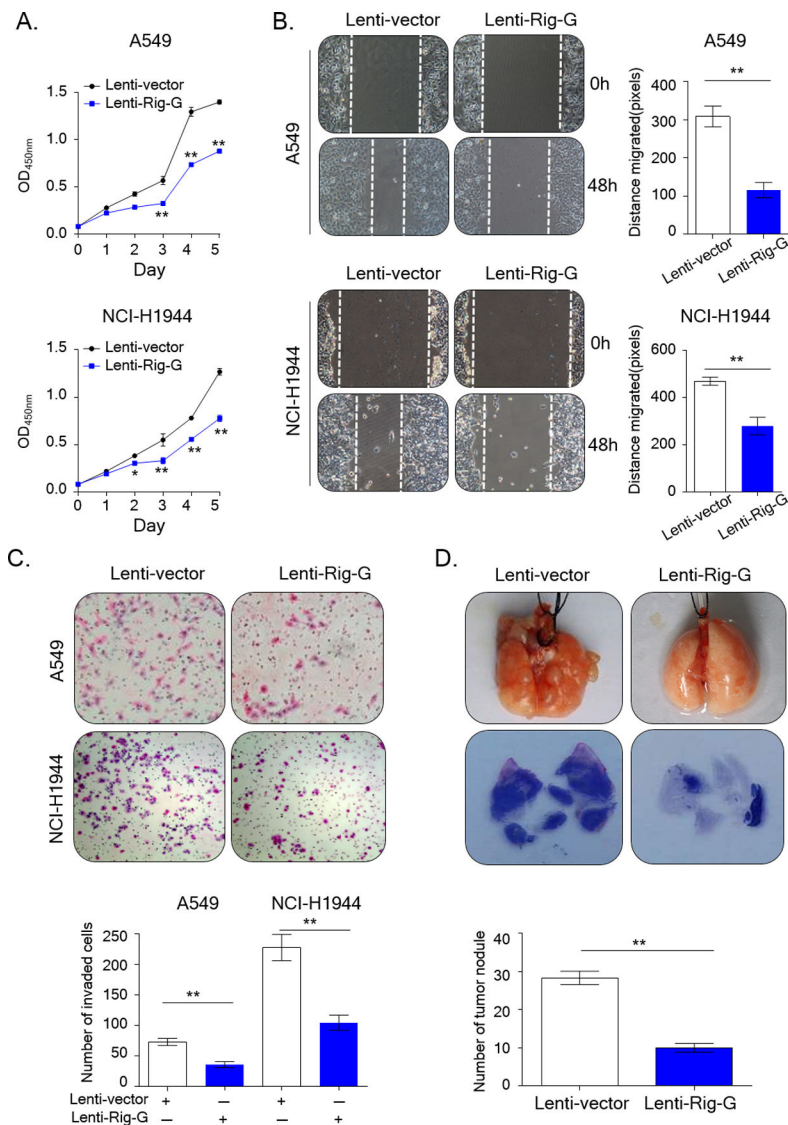 A.
A549
Lenti-vector
Lenti-Rig-G
OD450nm
1.5
1.0
0.5
0.0
** ** **
0 1 2 3 4 5
Day
NCI-H1944
Lenti-vector
Lenti-Rig-G
OD450nm
1.5
1.0
0.5
0.0
* ** ** **
0 1 2 3 4 5
Day
B.
Lenti-vector Lenti-Rig-G
A549
0h
48h
A549
Distance migrated(pixels)
400
300
200
100
0
**
Lenti-vector
Lenti-Rig-G
Lenti-vector Lenti-Rig-G
NCI-H1944
0h
48h
NCI-H1944
Distance migrated(pixels)
600
400
200
0
**
Lenti-vector
Lenti-Rig-G
C.
Lenti-vector Lenti-Rig-G
A549
NCI-H1944
A549 NCI-H1944
Number of invaded cells
250
200
150
100
50
0
**
**
Lenti-vector + – + –
Lenti-Rig-G – + – +
D.
Lenti-vector Lenti-Rig-G
Number of tumor nodule
40
30
20
10
0
**
Lenti-vector Lenti-Rig-G